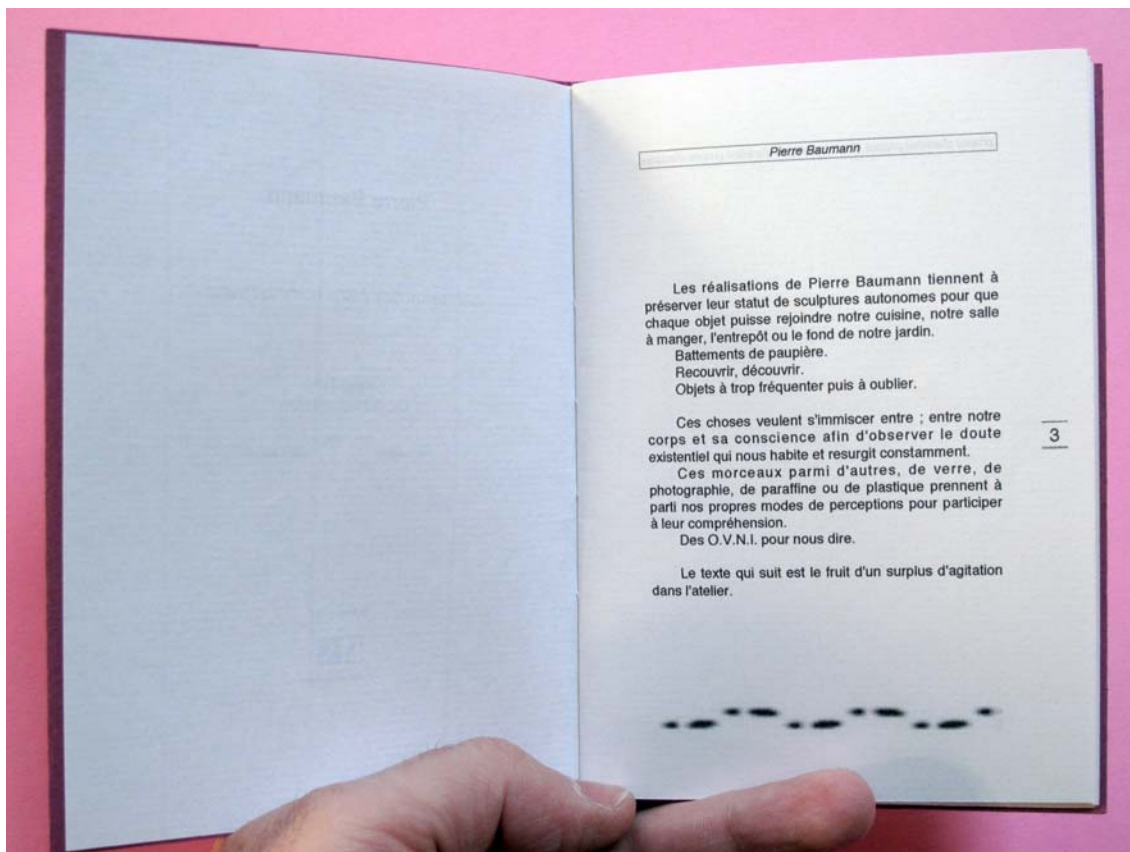 Pierre Baumann
Les réalisations de Pierre Baumann tiennent à
préserver leur statut de sculptures autonomes pour que
chaque objet puisse rejoindre notre cuisine, notre salle
à manger, l'entrepôt ou le fond de notre jardin.
Battements de paupière.
Recouvrir, découvrir.
Objets à trop fréquenter puis à oublier.
Ces choses veulent s'immiscer entre ; entre notre
corps et sa conscience afin d'observer le doute
existentiel qui nous habite et resurgit constamment.
Ces morceaux parmi d'autres, de verre, de
photographie, de paraffine ou de plastique prennent à
parti nos propres modes de perceptions pour participer
à leur compréhension.
Des O.V.N.I. pour nous dire.
Le texte qui suit est le fruit d'un surplus d'agitation
dans l'atelier.
3